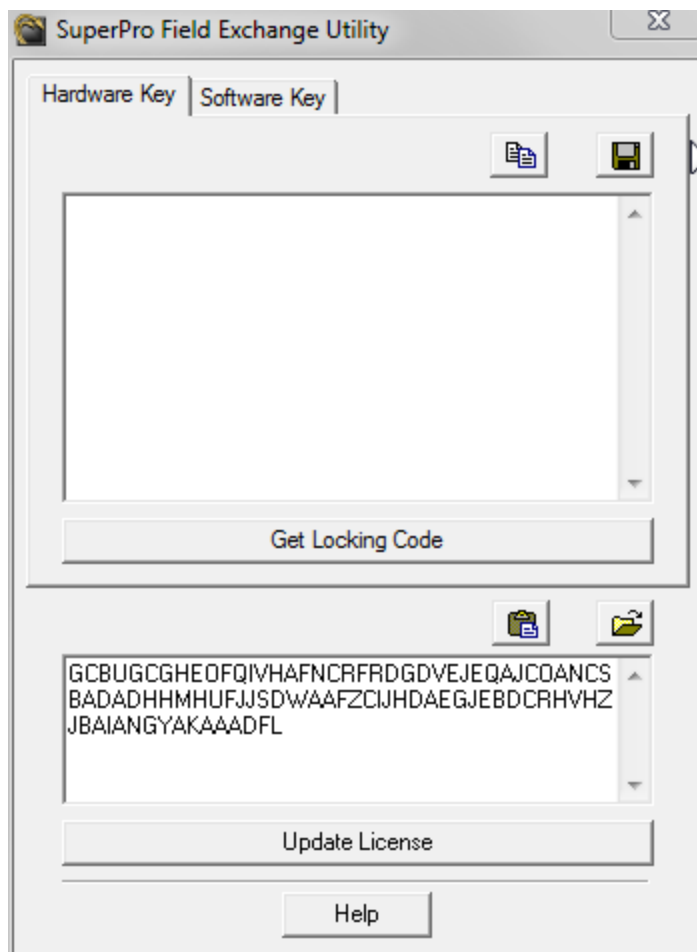 SuperPro Field Exchange Utility
Hardware Key
Software Key
Get Locking Code
GCBUGCGHEOFQIVHAFNCRFRDGDVEJEQAJCOANCS
BADADHHMHUFJJSDWAAFZCIJHDAEGJEBDCRHVHZ
JBAIANGYAKAAADFL
Update License
Help